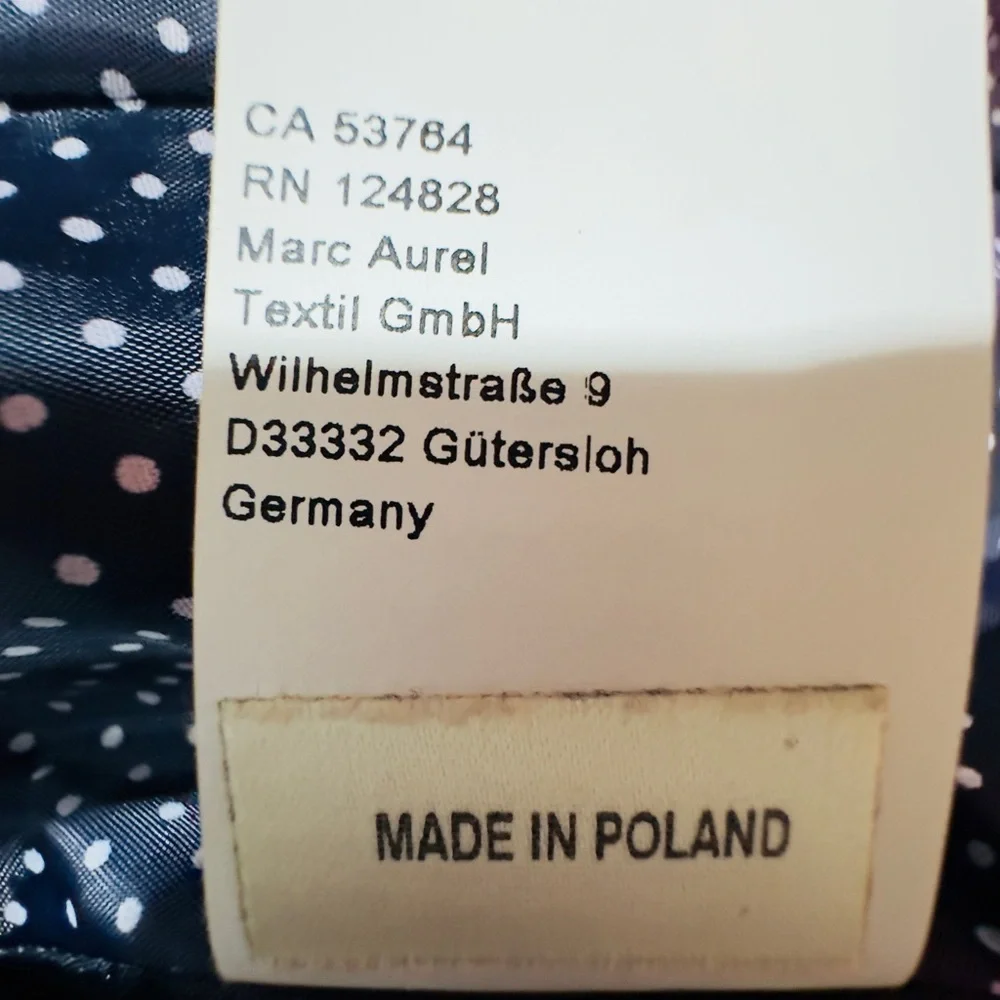 CA 53764
RN 124828
Marc Aurel
Textil GmbH
Wilhelmstraße 9
D33332 Gütersloh
Germany
MADE IN POLAND